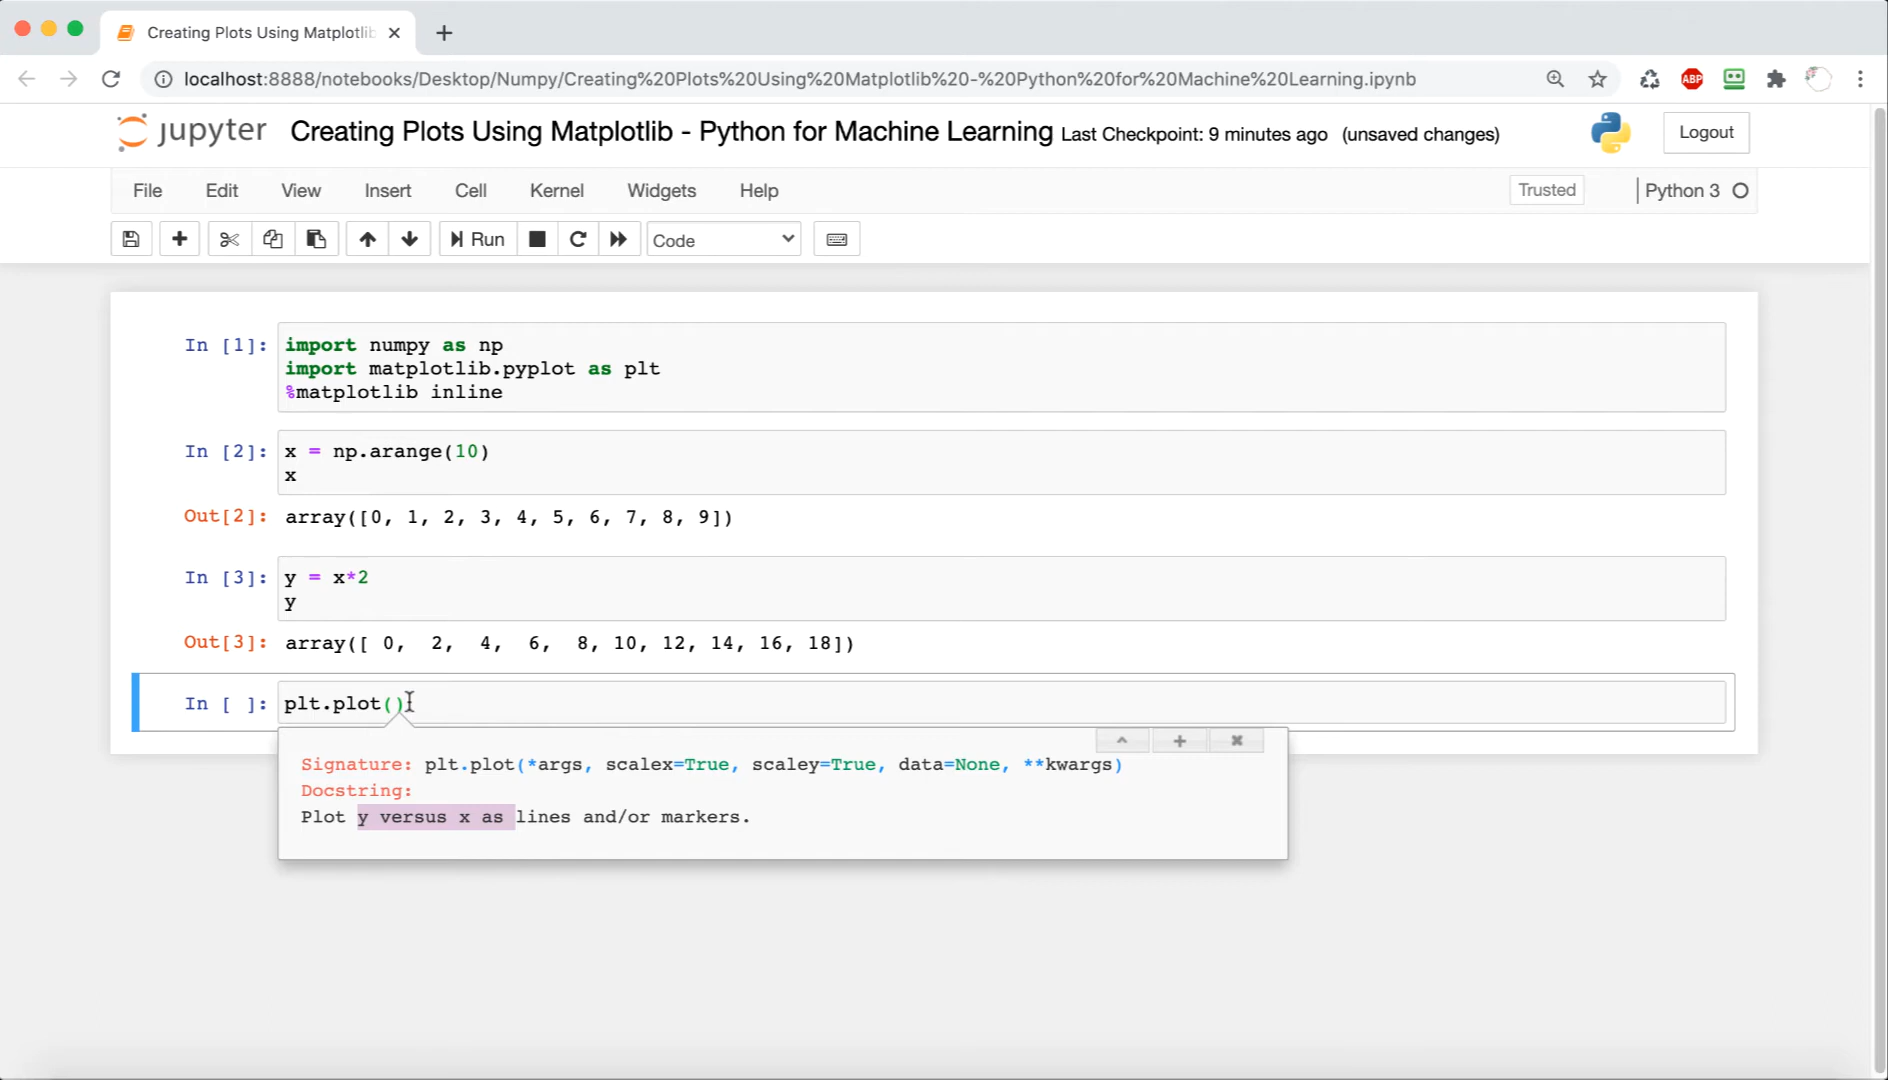 Creating Plots Using Matplotlib
localhost:8888/notebooks/Desktop/Numpy/Creating%20Plots%20Using%20Matplotlib%20-%20Python%20for%20Machine%20Learning.ipynb
ABP
jupyter Creating Plots Using Matplotlib - Python for Machine Learning Last Checkpoint: 9 minutes ago (unsaved changes) Logout
File Edit View Insert Cell Kernel Widgets Help Trusted Python 3
Run Code
In [1]: import numpy as np
import matplotlib.pyplot as plt
%matplotlib inline
In [2]: x = np.arange(10)
x
Out[2]: array([0, 1, 2, 3, 4, 5, 6, 7, 8, 9])
In [3]: y = x*2
y
Out[3]: array([ 0, 2, 4, 6, 8, 10, 12, 14, 16, 18])
In [ ]: plt.plot()
Signature: plt.plot(*args, scalex=True, scaley=True, data=None, **kwargs)
Docstring:
Plot y versus x as lines and/or markers.